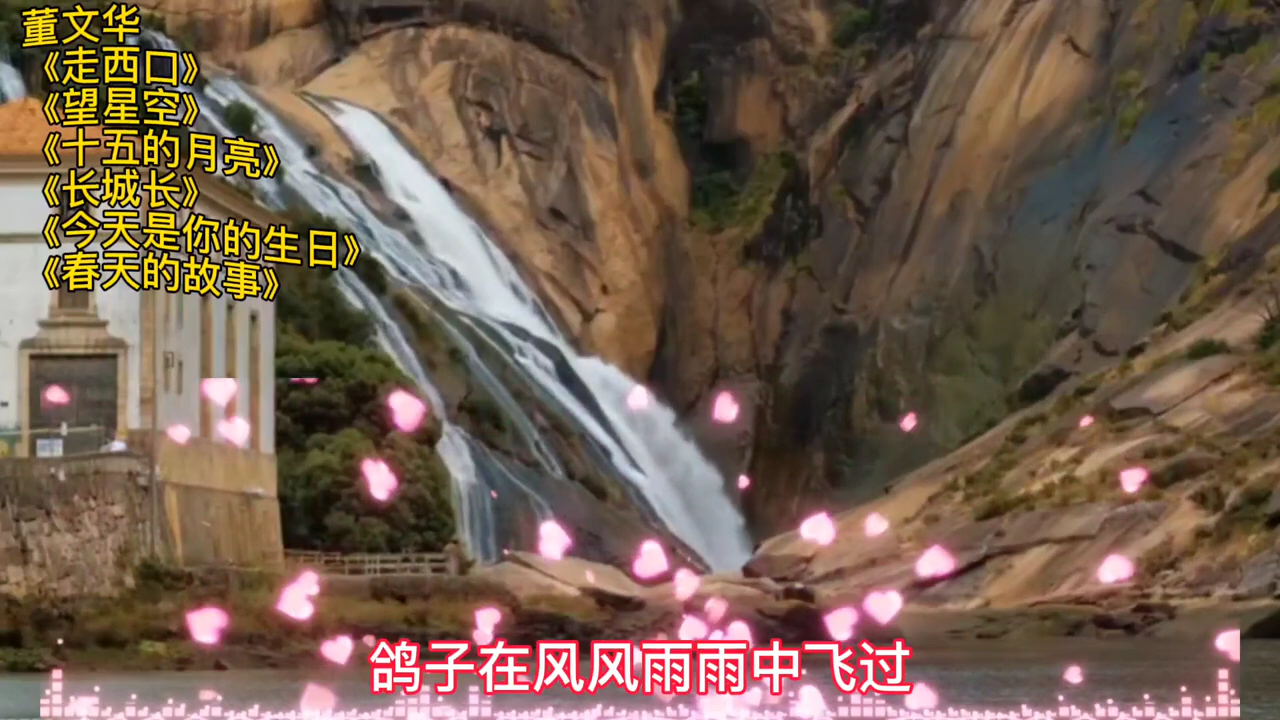 董文华
《走西口》
《望星空》
《十五的月亮》
《长城长》
《今天是你的生日》
《春天的故事》
鸽子在风风雨雨中飞过